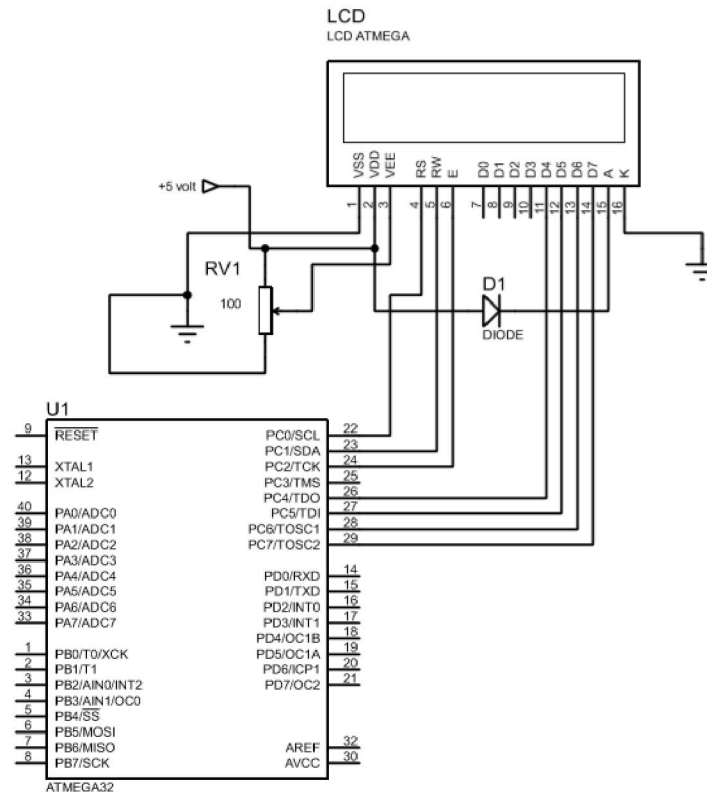 LCD
LCD ATMEGA
VSS
VDD
VEE
RS
RW
E
D0
D1
D2
D3
D4
D5
D6
D7
A
K
1
2
3
4
5
6
7
8
9
10
11
12
13
14
15
16
+5 volt
RV1
100
D1
DIODE
U1
9 RESET PC0/SCL 22
PC1/SDA 23
13 XTAL1 PC2/TCK 24
12 XTAL2 PC3/TMS 25
PC4/TDO 26
40 PA0/ADC0 PC5/TDI 27
39 PA1/ADC1 PC6/TOSC1 28
38 PA2/ADC2 PC7/TOSC2 29
37 PA3/ADC3
36 PA4/ADC4 PD0/RXD 14
35 PA5/ADC5 PD1/TXD 15
34 PA6/ADC6 PD2/INT0 16
33 PA7/ADC7 PD3/INT1 17
PD4/OC1B 18
1 PB0/T0/XCK PD5/OC1A 19
2 PB1/T1 PD6/ICP1 20
3 PB2/AIN0/INT2 PD7/OC2 21
4 PB3/AIN1/OC0
5 PB4/SS
6 PB5/MOSI
7 PB6/MISO AREF 32
8 PB7/SCK AVCC 30
ATMEGA32